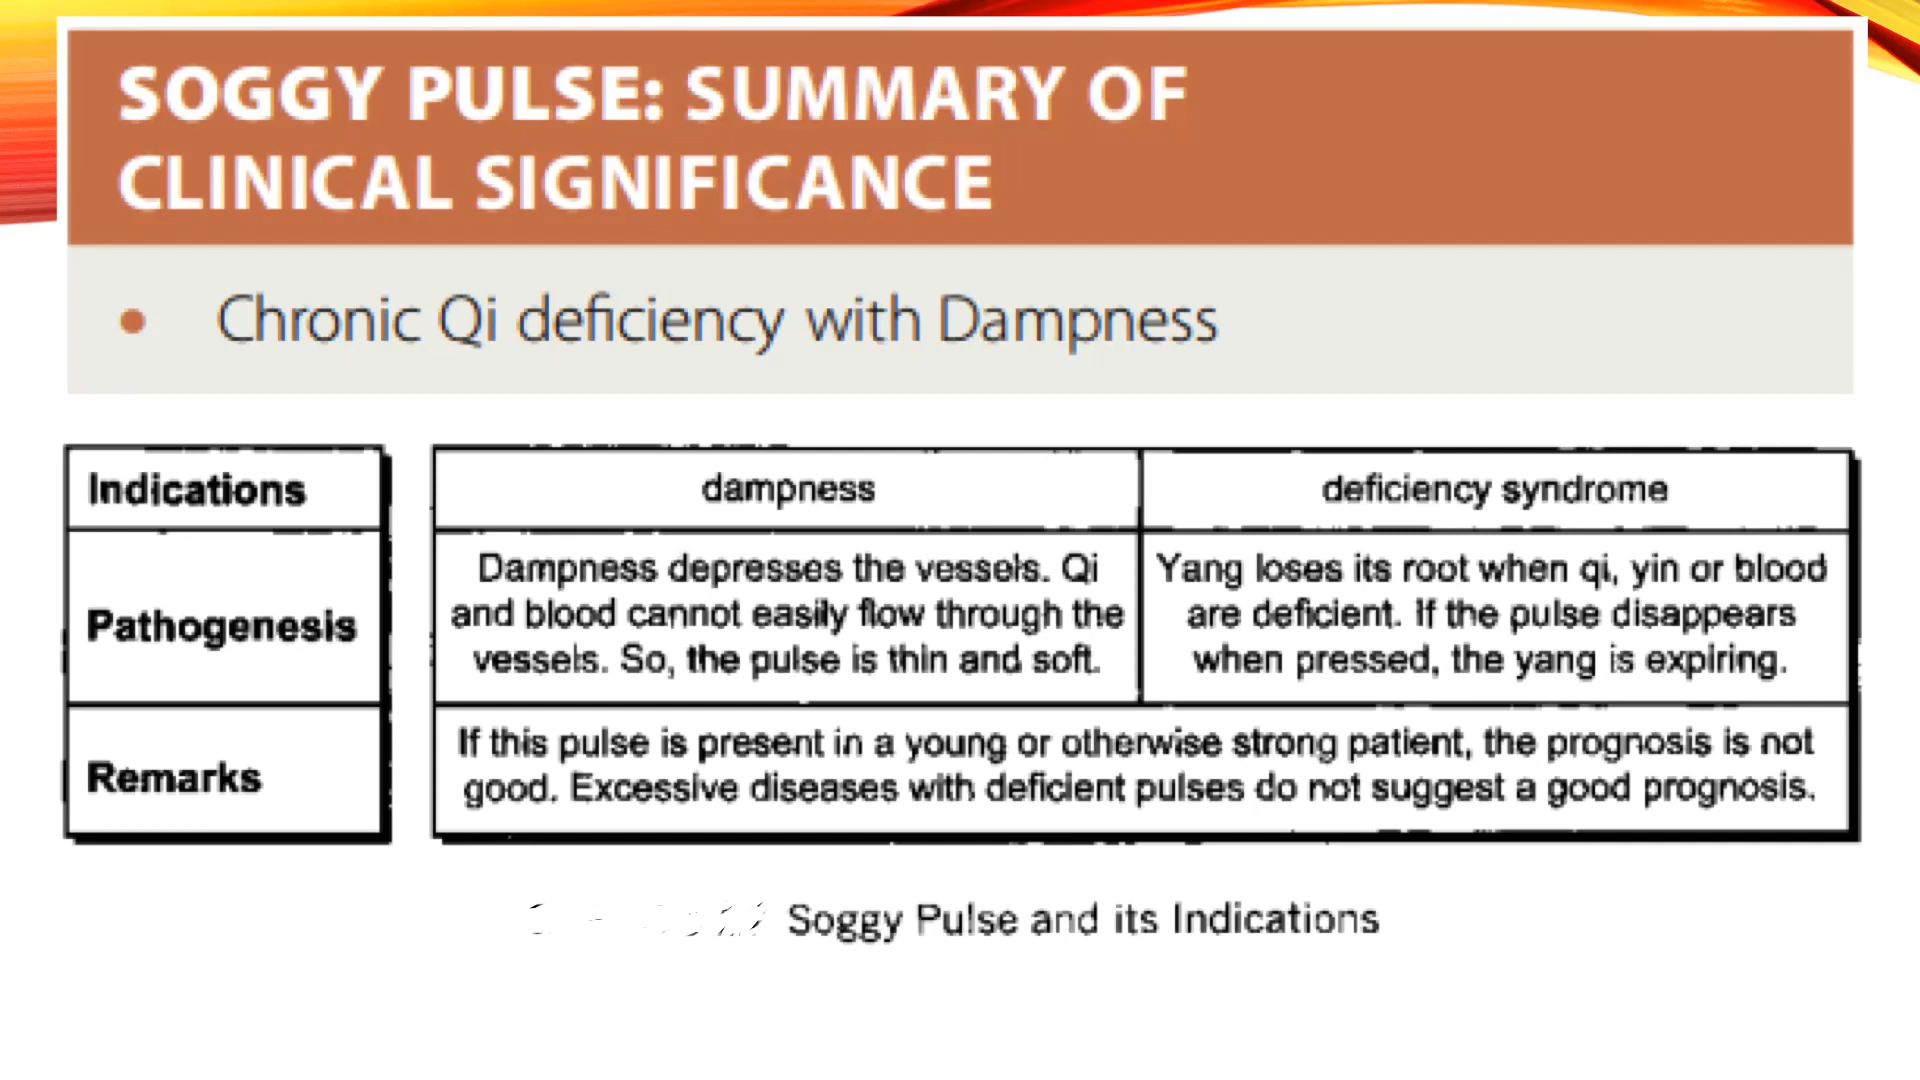 SOGGY PULSE: SUMMARY OF
CLINICAL SIGNIFICANCE
• Chronic Qi deficiency with Dampness
Indications
dampness
deficiency syndrome
Pathogenesis
Dampness depresses the vessels. Qi
and blood cannot easily flow through the
vessels. So, the pulse is thin and soft.
Yang loses its root when qi, yin or blood
are deficient. If the pulse disappears
when pressed, the yang is expiring.
Remarks
If this pulse is present in a young or otherwise strong patient, the prognosis is not
good. Excessive diseases with deficient pulses do not suggest a good prognosis.
Soggy Pulse and its Indications